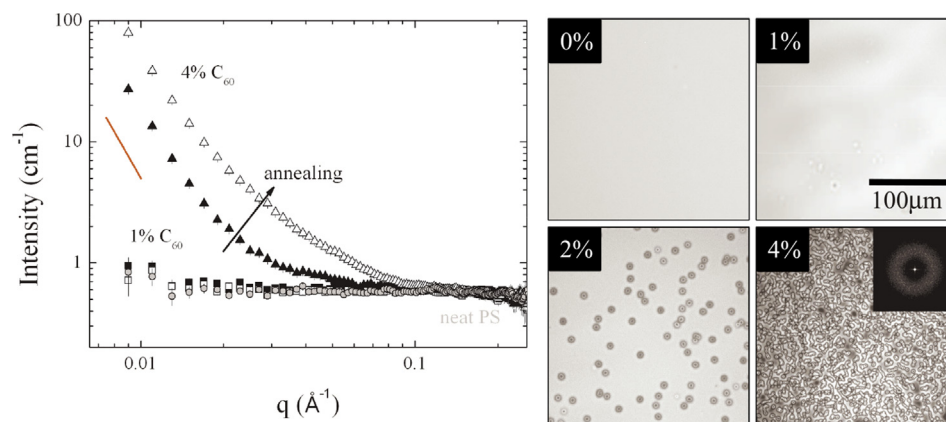 100
10
1
Intensity (cm⁻¹)
4% C₆₀
annealing
1% C₆₀
neat PS
0.01
0.1
q (Å⁻¹)
0%
1%
100μm
2%
4%